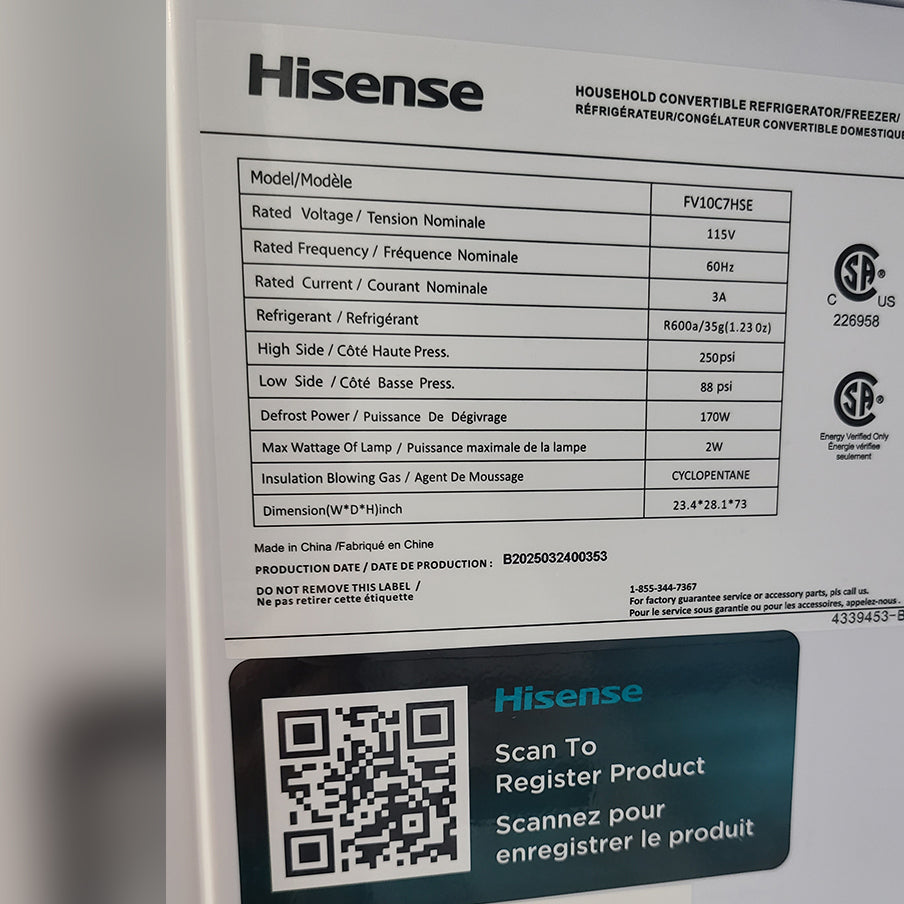 Hisense
HOUSEHOLD CONVERTIBLE REFRIGERATOR/FREEZER/
RÉFRIGÉRATEUR/CONGÉLATEUR CONVERTIBLE DOMESTIQUE
Model/Modèle FV10C7HSE
Rated Voltage / Tension Nominale 115V
Rated Frequency / Fréquence Nominale 60Hz
Rated Current / Courant Nominale 3A
Refrigerant / Refrigérant R600a/35g(1.23 Oz)
High Side / Côté Haute Press. 250psi
Low Side / Côté Basse Press. 88 psi
Defrost Power / Puissance De Dégivrage 170W
Max Wattage Of Lamp / Puissance maximale de la lampe 2W
Insulation Blowing Gas / Agent De Moussage CYCLOPENTANE
Dimension(W*D*H)inch 23.4*28.1*73
SA ®
C US
226958
SA ®
Energy Verified Only
Énergie vérifiée
seulement
Made in China /Fabriqué en Chine
PRODUCTION DATE / DATE DE PRODUCTION : B2025032400353
DO NOT REMOVE THIS LABEL /
Ne pas retirer cette étiquette
1-855-344-7367
For factory guarantee service or accessory parts, pls call us.
Pour le service sous garantie ou pour les accessoires, appelez-nous.
4339453-B
Hisense
Scan To
Register Product
Scannez pour
enregistrer le produit